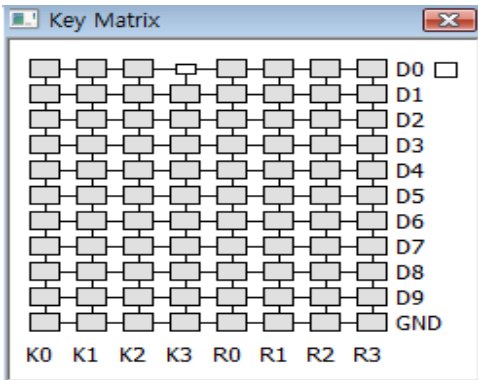 Key Matrix
D0
D1
D2
D3
D4
D5
D6
D7
D8
D9
GND
K0 K1 K2 K3 R0 R1 R2 R3